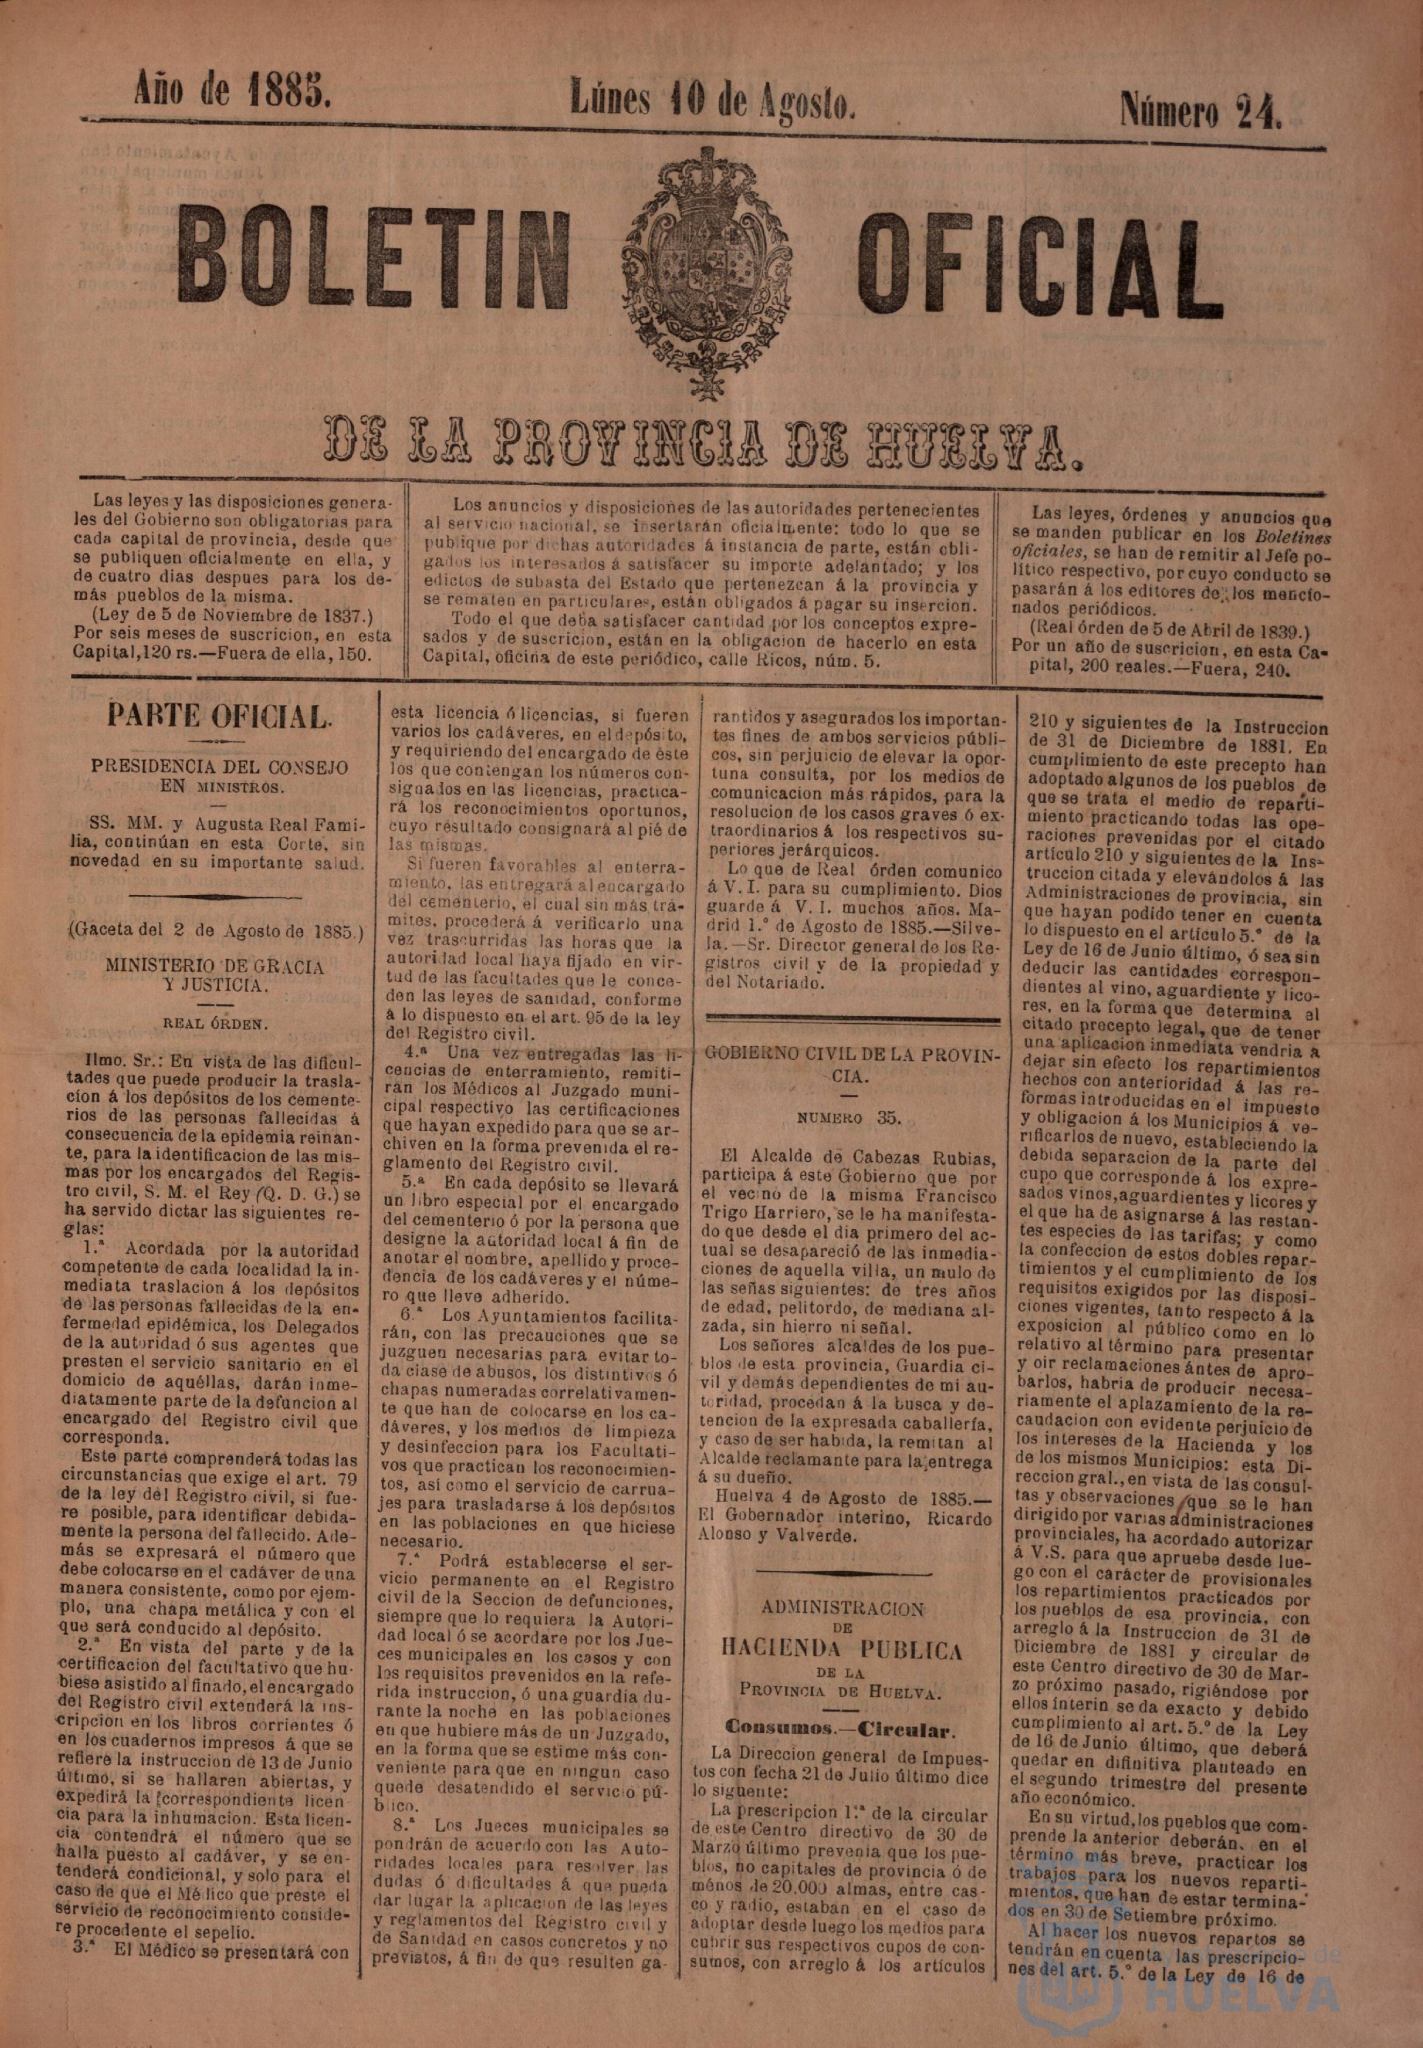 Año de 1885.
Lúnes 10 de Agosto.
Número 24.
BOLETIN OFICIAL
DE LA PROVINCIA DE HUELVA.
Las leyes y las disposiciones genera-
les del Gobierno son obligatorias para
cada capital de provincia, desde que
se publiquen oficialmente en ella, y
de cuatro dias despues para los de-
más pueblos de la misma.
(Ley de 5 de Noviembre de 1837.)
Por seis meses de suscricion, en esta
Capital, 120 rs.—Fuera de ella, 150.
Los anuncios y disposiciones de las autoridades pertenecientes
al servicio nacional, se insertarán oficialmente: todo lo que se
publique por dichas autoridades á instancia de parte, están obli-
gados los interesados á satisfacer su importe adelantado; y los
edictos de subasta del Estado que pertenezcan á la provincia y
se rematen en particulares, están obligados á pagar su insercion.
Todo el que deba satisfacer cantidad por los conceptos expre-
sados y de suscricion, están en la obligacion de hacerlo en esta
Capital, oficina de este periódico, calle Ricos, núm. 5.
Las leyes, órdenes y anuncios que
se manden publicar en los Boletines
oficiales, se han de remitir al Jefe po-
lítico respectivo, por cuyo conducto se
pasarán á los editores de los mencio-
nados periódicos.
(Real órden de 5 de Abril de 1839.)
Por un año de suscricion, en esta Ca-
pital, 200 reales.—Fuera, 240.
PARTE OFICIAL.
PRESIDENCIA DEL CONSEJO
EN MINISTROS.
SS. MM. y Augusta Real Fami-
lia, continúan en esta Corte, sin
novedad en su importante salud.
(Gaceta del 2 de Agosto de 1885.)
MINISTERIO DE GRACIA
Y JUSTICIA.
REAL ÓRDEN.
Ilmo. Sr.: En vista de las dificul-
tades que puede producir la trasla-
cion á los depósitos de los cemente-
rios de las personas fallecidas á
consecuencia de la epidemia reinan-
te, para la identificacion de las mis-
mas por los encargados del Regis-
tro civil, S. M. el Rey (Q. D. G.) se
ha servido dictar las siguientes re-
glas:
1.ª Acordada por la autoridad
competente de cada localidad la in-
mediata traslacion á los depósitos
de las personas fallecidas de la en-
fermedad epidémica, los Delegados
de la autoridad ó sus agentes que
presten el servicio sanitario en el
domicio de aquéllas, darán inme-
diatamente parte de la defuncion al
encargado del Registro civil que
corresponda.
Este parte comprenderá todas las
circunstancias que exige el art. 79
de la ley del Registro civil, si fue-
re posible, para identificar debida-
mente la persona del fallecido. Ade-
más se expresará el número que
debe colocarse en el cadáver de una
manera consistente, como por ejem-
plo, una chapa metálica y con el
que será conducido al depósito.
2.ª En vista del parte y de la
certificacion del facultativo que hu-
biese asistido al finado, el encargado
del Registro civil extenderá la ins-
cripcion en los libros corrientes ó
en los cuadernos impresos á que se
refiere la instruccion de 13 de Junio
último, si se hallaren abiertas, y
expedirá la correspondiente licen
cia para la inhumacion. Esta licen-
cia contendrá el número que se
halla puesto al cadáver, y se en-
tenderá condicional, y solo para el
caso de que el Médico que preste el
servicio de reconocimiento conside-
re procedente el sepelio.
3.ª El Médico se presentará con
esta licencia ó licencias, si fueren
varios los cadáveres, en el depósito,
y requiriendo del encargado de éste
los que contengan los números con-
signados en las licencias, practica-
rá los reconocimientos oportunos,
cuyo resultado consignará al pié de
las mismas.
Si fueren favorables al enterra-
miento, las entregará al encargado
del cementerio, el cual sin más trá-
mites, procederá á verificarlo una
vez trascurridas las horas que la
autoridad local haya fijado en vir-
tud de las facultades que le conce-
den las leyes de sanidad, conforme
á lo dispuesto en el art. 95 de la ley
del Registro civil.
4.ª Una vez entregadas las li-
cencias de enterramiento, remiti-
rán los Médicos al Juzgado muni-
cipal respectivo las certificaciones
que hayan expedido para que se ar-
chiven en la forma prevenida el re-
glamento del Registro civil.
5.ª En cada depósito se llevará
un libro especial por el encargado
del cementerio ó por la persona que
designe la autoridad local á fin de
anotar el nombre, apellido y proce-
dencia de los cadáveres y el núme-
ro que lleve adherido.
6.ª Los Ayuntamientos facilita-
rán, con las precauciones que se
juzguen necesarias para evitar to-
da clase de abusos, los distintivos ó
chapas numeradas correlativamen-
te que han de colocarse en los ca-
dáveres, y los medios de limpieza
y desinfeccion para los Facultati-
vos que practican los reconocimien-
tos, así como el servicio de carrua-
jes para trasladarse á los depósitos
en las poblaciones en que hiciese
necesario.
7.ª Podrá establecerse el ser-
vicio permanente en el Registro
civil de la Seccion de defunciones,
siempre que lo requiera la Autori-
dad local ó se acordare por los Jue-
ces municipales en los casos y con
los requisitos prevenidos en la refe-
rida instruccion, ó una guardia du-
rante la noche en las poblaciones
en que hubiere más de un Juzgado,
en la forma que se estime más con-
veniente para que en ningun caso
quede desatendido el servicio pú-
blico.
8.ª Los Jueces municipales se
pondrán de acuerdo con las Auto-
ridades locales para resolver las
dudas ó dificultades á que pueda
dar lugar la aplicacion de las leyes
y reglamentos del Registro civil y
de Sanidad en casos concretos y no
previstos, á fin de que resulten ga-
rantidos y asegurados los importan-
tes fines de ambos servicios públi-
cos, sin perjuicio de elevar la opor-
tuna consulta, por los medios de
comunicacion más rápidos, para la
resolucion de los casos graves ó ex-
traordinarios á los respectivos su-
periores jerárquicos.
Lo que de Real órden comunico
á V. I. para su cumplimiento. Dios
guarde á V. I. muchos años. Ma-
drid 1.º de Agosto de 1885.—Silve-
la.—Sr. Director general de los Re-
gistros civil y de la propiedad y
del Notariado.
GOBIERNO CIVIL DE LA PROVIN-
CIA.
NUMERO 35.
El Alcalde de Cabezas Rubias,
participa á este Gobierno que por
el vecino de la misma Francisco
Trigo Harriero, se le ha manifesta-
do que desde el dia primero del ac-
tual se desapareció de las inmedia-
ciones de aquella villa, un mulo de
las señas siguientes: de tres años
de edad, pelitordo, de mediana al-
zada, sin hierro ni señal.
Los señores alcaldes de los pue-
blos de esta provincia, Guardia ci-
vil y demás dependientes de mi au-
toridad, procedan á la busca y de-
tencion de la expresada caballería,
y caso de ser habida, la remitan al
Alcalde reclamante para la entrega
á su dueño.
Huelva 4 de Agosto de 1885.—
El Gobernador interino, Ricardo
Alonso y Valverde.
ADMINISTRACION
DE
HACIENDA PUBLICA
DE LA
PROVINCIA DE HUELVA.
Consumos.—Circular.
La Direccion general de Impues-
tos con fecha 21 de Julio último dice
lo siguente:
La prescripcion 1.ª de la circular
de este Centro directivo de 30 de
Marzo último prevenia que los pue-
blos, no capitales de provincia ó de
ménos de 20.000 almas, entre cas-
co y radio, estaban en el caso de
adoptar desde luego los medios para
cubrir sus respectivos cupos de con-
sumos, con arreglo á los artículos
210 y siguientes de la Instruccion
de 31 de Diciembre de 1881. En
cumplimiento de este precepto han
adoptado algunos de los pueblos de
que se trata el medio de reparti-
miento practicando todas las ope-
raciones prevenidas por el citado
artículo 210 y siguientes de la Ins-
truccion citada y elevándolos á las
Administraciones de provincia, sin
que hayan podido tener en cuenta
lo dispuesto en el artículo 5.º de la
Ley de 16 de Junio último, ó sea sin
deducir las cantidades correspon-
dientes al vino, aguardiente y lico-
res, en la forma que determina el
citado precepto legal, que de tener
una aplicacion inmediata vendria a
dejar sin efecto los repartimientos
hechos con anterioridad á las re-
formas introducidas en el impuesto
y obligacion á los Municipios á ve-
rificarlos de nuevo, estableciendo la
debida separacion de la parte del
cupo que corresponde á los expre-
sados vinos, aguardientes y licores y
el que ha de asignarse á las restan-
tes especies de las tarifas; y como
la confeccion de estos dobles repar-
timientos y el cumplimiento de los
requisitos exigidos por las disposi-
ciones vigentes, tanto respecto á la
exposicion al público como en lo
relativo al término para presentar
y oir reclamaciones ántes de apro-
barlos, habria de producir necesa-
riamente el aplazamiento de la re-
caudacion con evidente perjuicio de
los intereses de la Hacienda y los
de los mismos Municipios: esta Di-
reccion gral., en vista de las consul-
tas y observaciones que se le han
dirigido por varias administraciones
provinciales, ha acordado autorizar
á V.S. para que apruebe desde lue-
go con el carácter de provisionales
los repartimientos practicados por
los pueblos de esa provincia, con
arreglo á la Instruccion de 31 de
Diciembre de 1881 y circular de
este Centro directivo de 30 de Mar-
zo próximo pasado, rigiéndose por
ellos ínterin se da exacto y debido
cumplimiento al art. 5.º de la Ley
de 16 de Junio último, que deberá
quedar en difinitiva planteado en
el segundo trimestre del presente
año económico.
En su virtud, los pueblos que com-
prende la anterior deberán, en el
término más breve, practicar los
trabajos para los nuevos reparti-
mientos, que han de estar termina-
dos en 30 de Setiembre próximo.
Al hacer los nuevos repartos se
tendrán en cuenta las prescripcio-
nes del art. 5.º de la Ley de 16 de
HUELVA